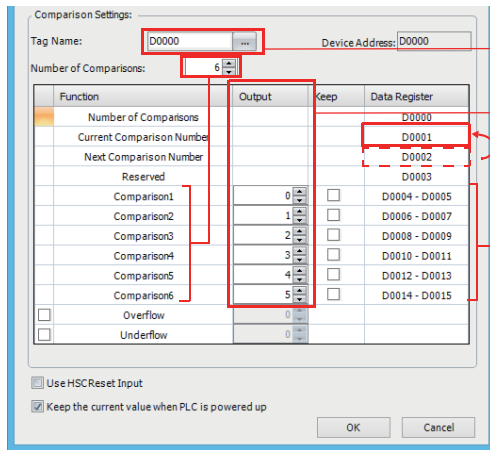 Comparison Settings:
Tag Name: D0000 ... Device Address: D0000
Number of Comparisons: 6
Function Output Keep Data Register
Number of Comparisons D0000
Current Comparison Number D0001
Next Comparison Number D0002
Reserved D0003
Comparison1 0 D0004 - D0005
Comparison2 1 D0006 - D0007
Comparison3 2 D0008 - D0009
Comparison4 3 D0010 - D0011
Comparison5 4 D0012 - D0013
Comparison6 5 D0014 - D0015
Overflow 0
Underflow 0
Use HSC Reset Input
Keep the current value when PLC is powered up
OK Cancel